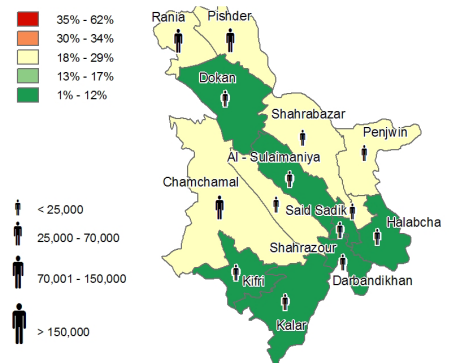 35% - 62%
30% - 34%
18% - 29%
13% - 17%
1% - 12%
< 25,000
25,000 - 70,000
70,001 - 150,000
> 150,000
Rania
Pishder
Dokan
Shahrabazar
Penjwin
Al - Sulaimaniya
Chamchamal
Said Sadik
Halabcha
Shahrazour
Kifri
Darbandikhan
Kalar